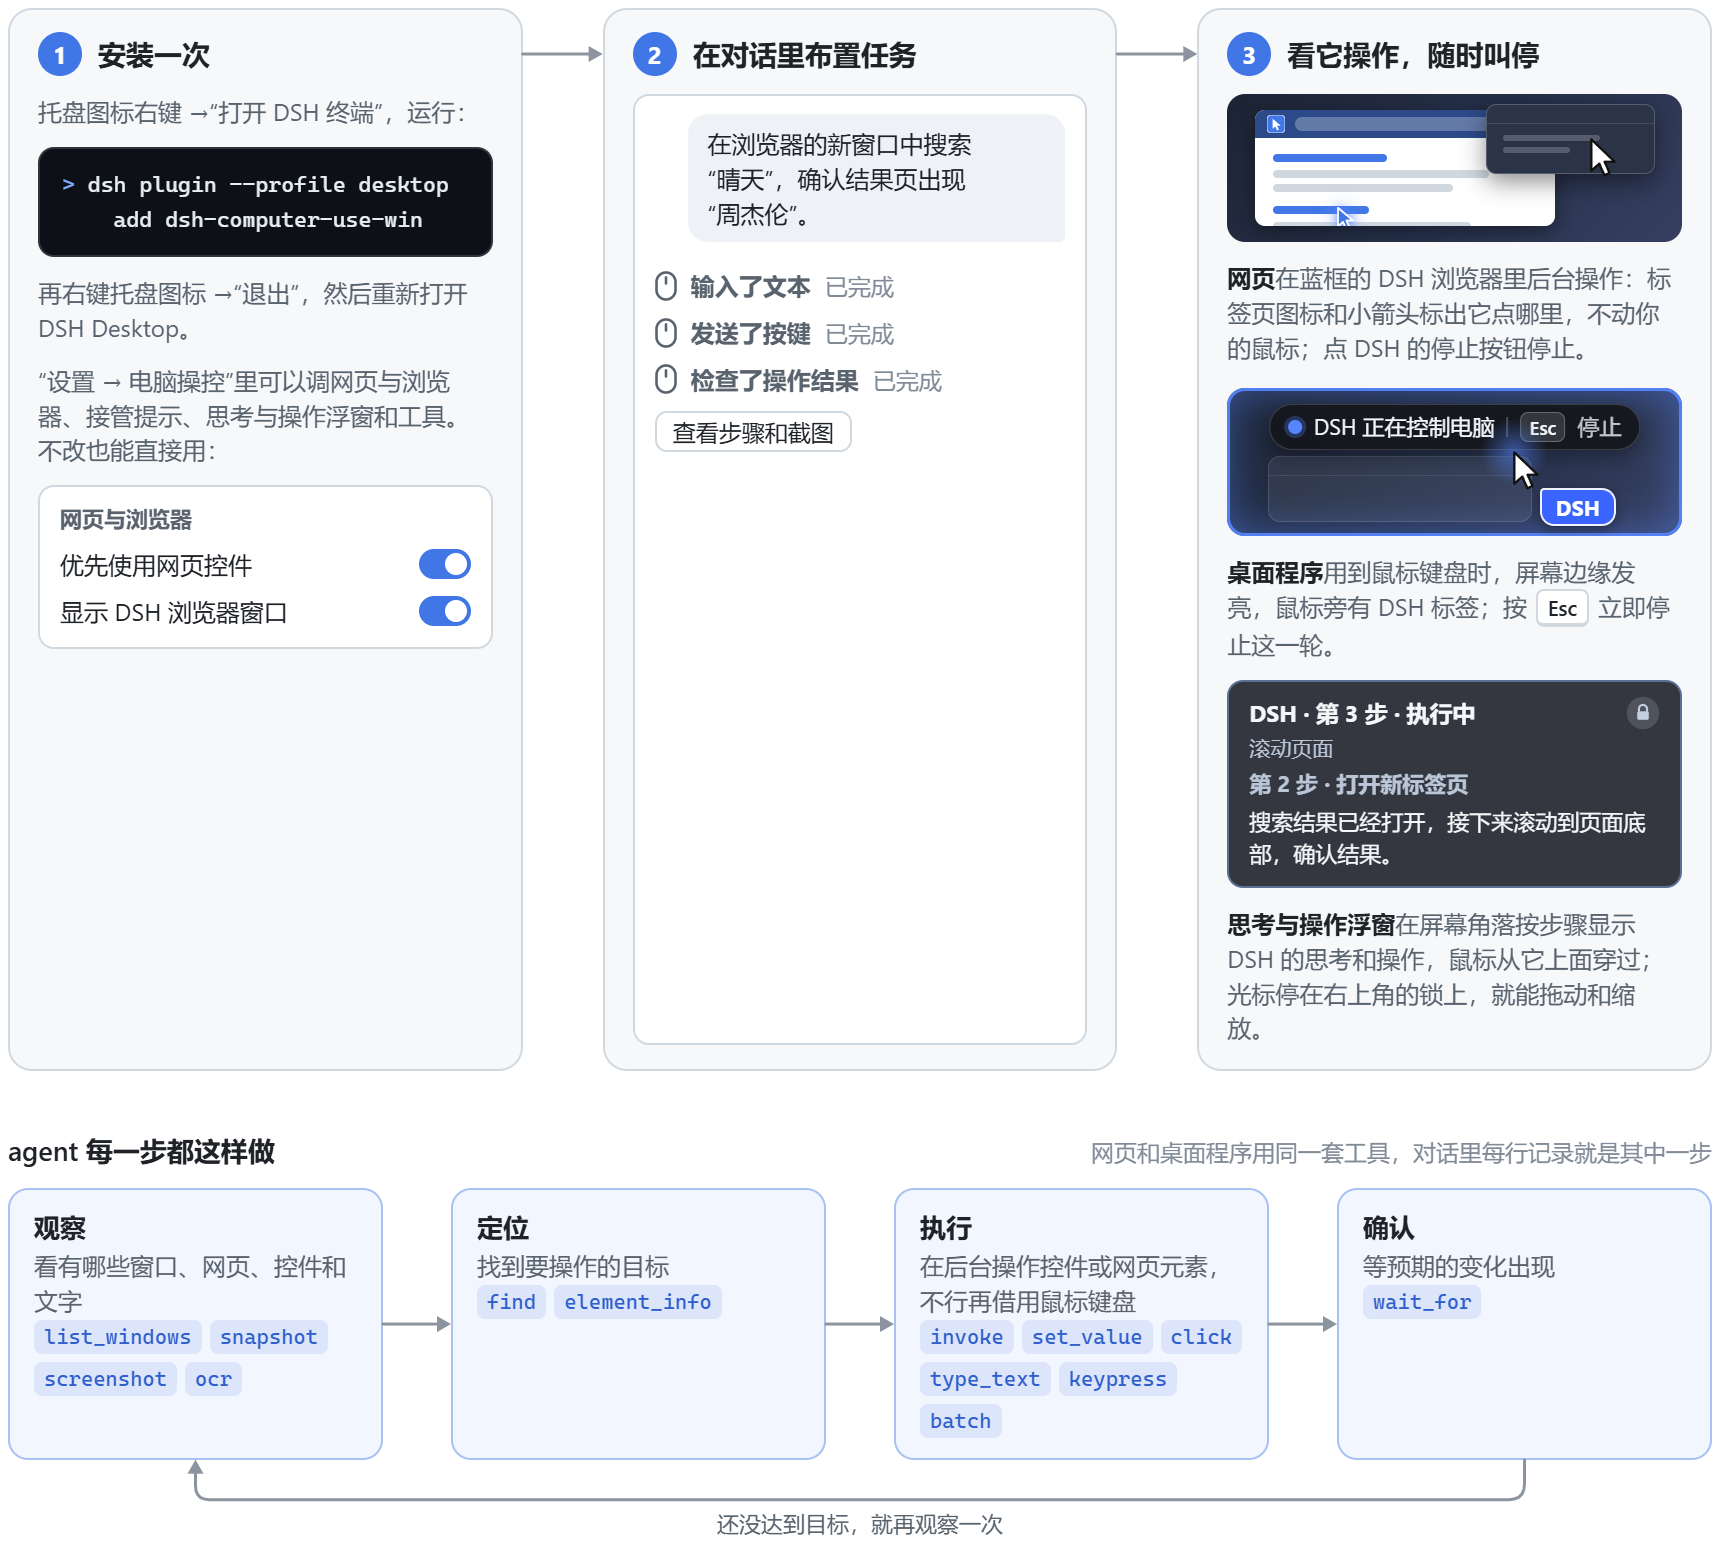 1 安装一次
托盘图标右键 →“打开 DSH 终端”，运行：
> dsh plugin --profile desktop
add dsh-computer-use-win
再右键托盘图标 →“退出”，然后重新打开
DSH Desktop。
“设置 → 电脑操控”里可以调网页与浏览
器、接管提示、思考与操作浮窗和工具。
不改也能直接用：
网页与浏览器
优先使用网页控件
显示 DSH 浏览器窗口
2 在对话里布置任务
在浏览器的新窗口中搜索
“晴天”，确认结果页出现
“周杰伦”。
输入了文本 已完成
发送了按键 已完成
检查了操作结果 已完成
查看步骤和截图
3 看它操作，随时叫停
网页在蓝框的 DSH 浏览器里后台操作：标
签页图标和小箭头标出它点哪里，不动你
的鼠标；点 DSH 的停止按钮停止。
DSH 正在控制电脑 | Esc 停止
DSH
桌面程序用到鼠标键盘时，屏幕边缘发
亮，鼠标旁有 DSH 标签；按 Esc 立即停
止这一轮。
DSH · 第 3 步 · 执行中
滚动页面
第 2 步 · 打开新标签页
搜索结果已经打开，接下来滚动到页面底
部，确认结果。
思考与操作浮窗在屏幕角落按步骤显示
DSH 的思考和操作，鼠标从它上面穿过；
光标停在右上角的锁上，就能拖动和缩
放。
agent 每一步都这样做
网页和桌面程序用同一套工具，对话里每行记录就是其中一步
观察
看有哪些窗口、网页、控件和
文字
list_windows snapshot
screenshot ocr
定位
找到要操作的目标
find element_info
执行
在后台操作控件或网页元素，
不行再借用鼠标键盘
invoke set_value click
type_text keypress
batch
确认
等预期的变化出现
wait_for
还没达到目标，就再观察一次